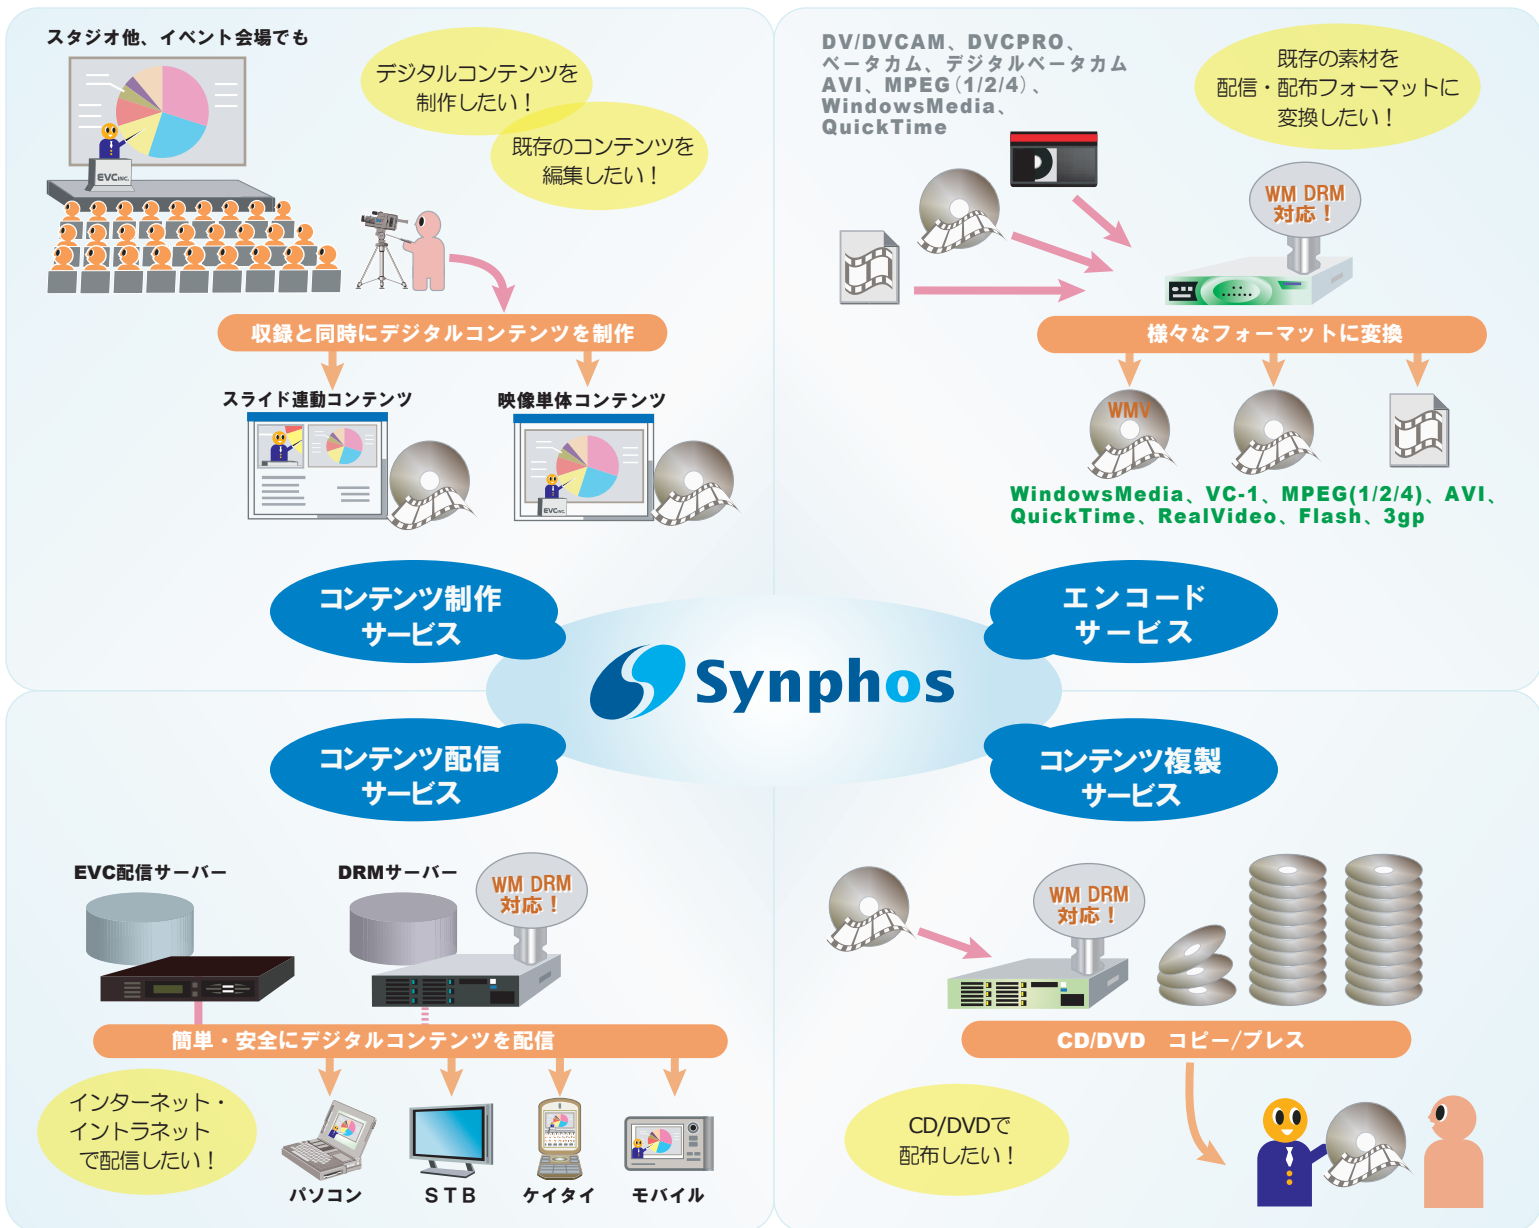 スタジオ他、イベント会場でも
デジタルコンテンツを
制作したい！
既存のコンテンツを
編集したい！
EVC INC.
収録と同時にデジタルコンテンツを制作
スライド連動コンテンツ
映像単体コンテンツ
EVC INC.
コンテンツ制作
サービス
DV/DVCAM、DVCPRO、
ベータカム、デジタルベータカム
AVI、MPEG（1/2/4）、
WindowsMedia、
QuickTime
既存の素材を
配信・配布フォーマットに
変換したい！
WM DRM
対応！
様々なフォーマットに変換
WMV
WindowsMedia、VC-1、MPEG(1/2/4)、AVI、
QuickTime、RealVideo、Flash、3gp
エンコード
サービス
Synphos
コンテンツ配信
サービス
EVC配信サーバー
DRMサーバー
WM DRM
対応！
簡単・安全にデジタルコンテンツを配信
インターネット・
イントラネット
で配信したい！
パソコン
STB
ケイタイ
モバイル
コンテンツ複製
サービス
WM DRM
対応！
CD/DVD　コピー/プレス
CD/DVDで
配布したい！